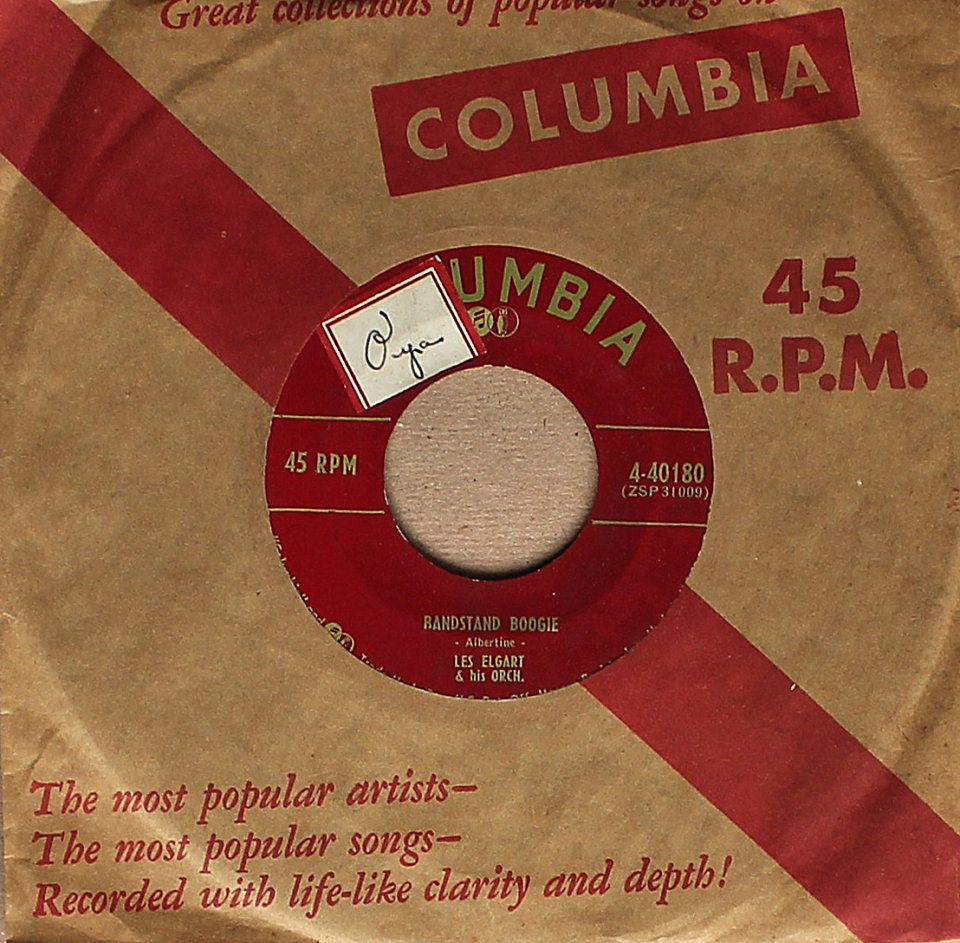 Great collections of popular songs on
COLUMBIA
45
R.P.M.
UMBIA
45 RPM
4-40180
(ZSP 31009)
BANDSTAND BOOGIE
- Albertine -
LES ELGART
& his ORCH.
The most popular artists—
The most popular songs—
Recorded with life-like clarity and depth!